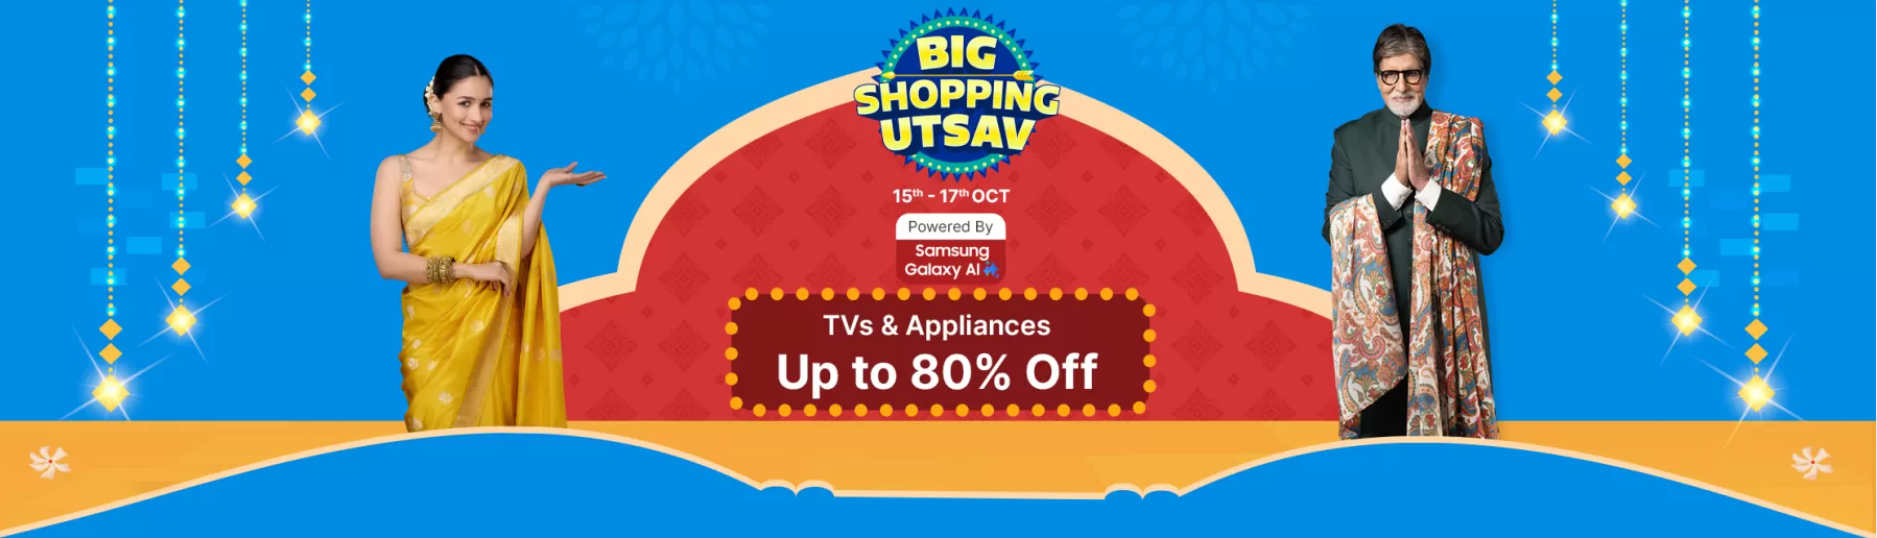 BIG
SHOPPING
UTSAV
15th - 17th OCT
Powered By
Samsung
Galaxy AI
TVs & Appliances
Up to 80% Off